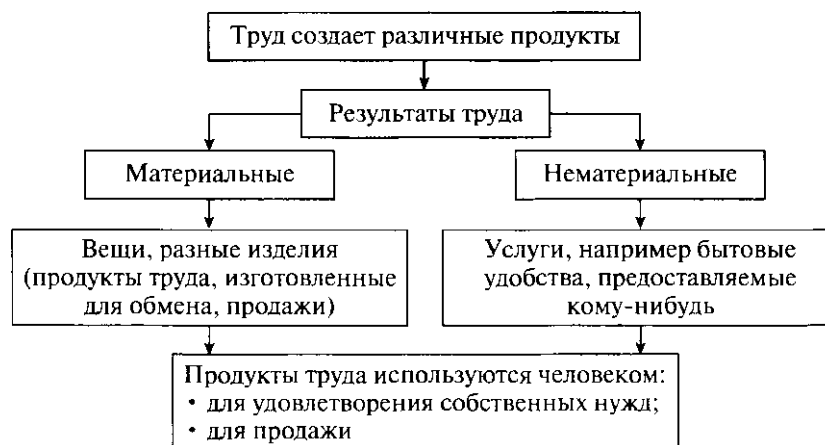 Труд создает различные продукты
Результаты труда
Материальные
Нематериальные
Вещи, разные изделия
(продукты труда, изготовленные
для обмена, продажи)
Услуги, например бытовые
удобства, предоставляемые
кому-нибудь
Продукты труда используются человеком:
• для удовлетворения собственных нужд;
• для продажи